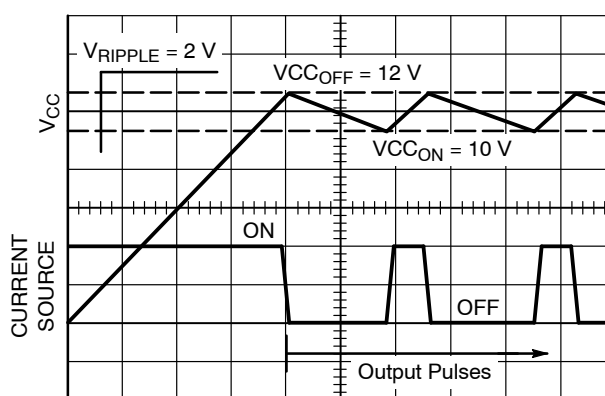 V_RIPPLE = 2 V
VCC_OFF = 12 V
V_CC
VCC_ON = 10 V
ON
CURRENT
SOURCE
OFF
Output Pulses